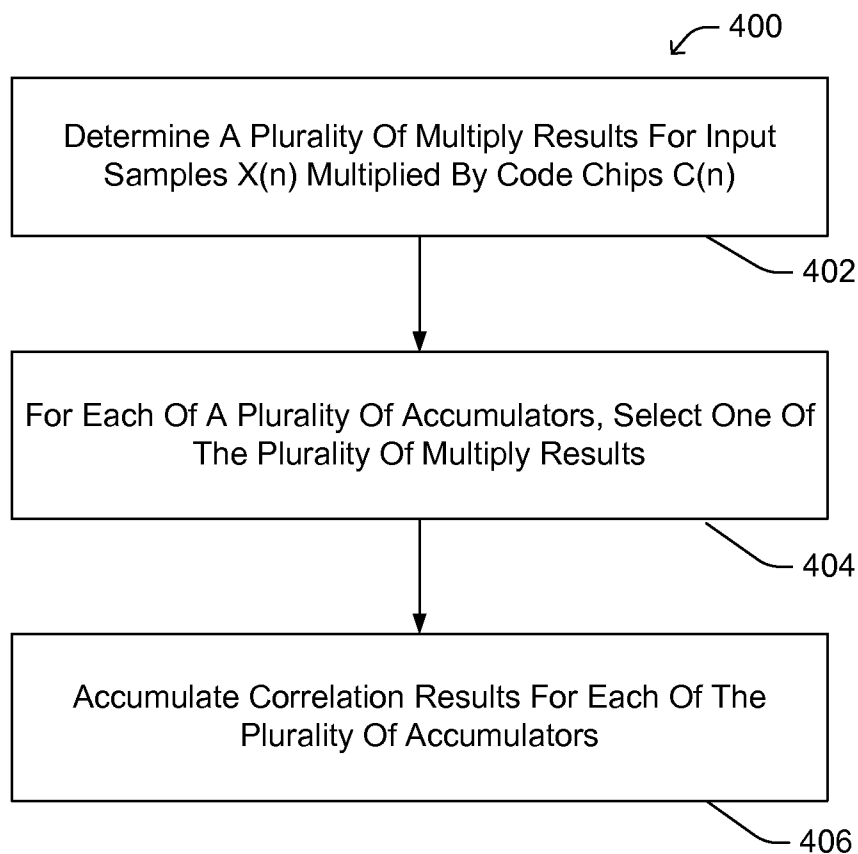 400
Determine A Plurality Of Multiply Results For Input
Samples X(n) Multiplied By Code Chips C(n)
402
For Each Of A Plurality Of Accumulators, Select One Of
The Plurality Of Multiply Results
404
Accumulate Correlation Results For Each Of The
Plurality Of Accumulators
406